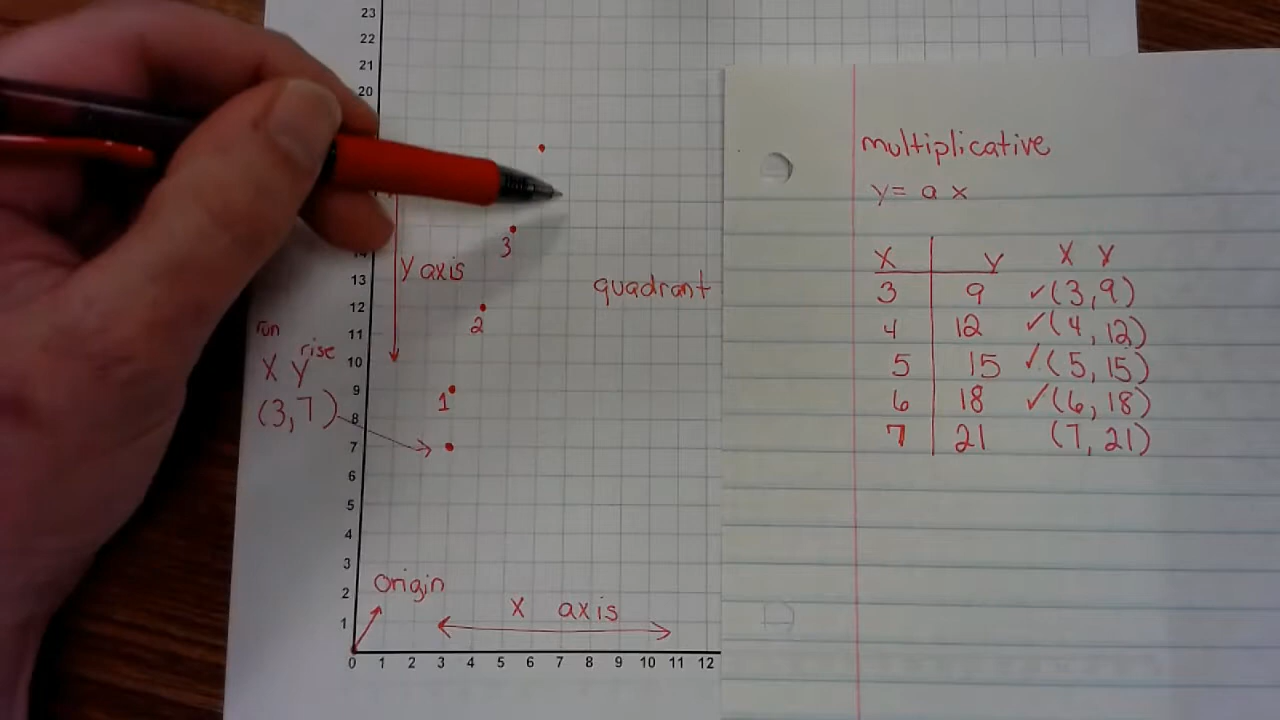 23
22
21
20
14
13
12
11
10
9
8
7
6
5
4
3
2
1
0 1 2 3 4 5 6 7 8 9 10 11 12
y axis
quadrant
3
2
1
run
rise
X Y
(3,7)
origin
X axis
multiplicative
y= a x
X Y X Y
3 9 ✓(3,9)
4 12 ✓(4,12)
5 15 ✓(5,15)
6 18 ✓(6,18)
7 21 (7,21)